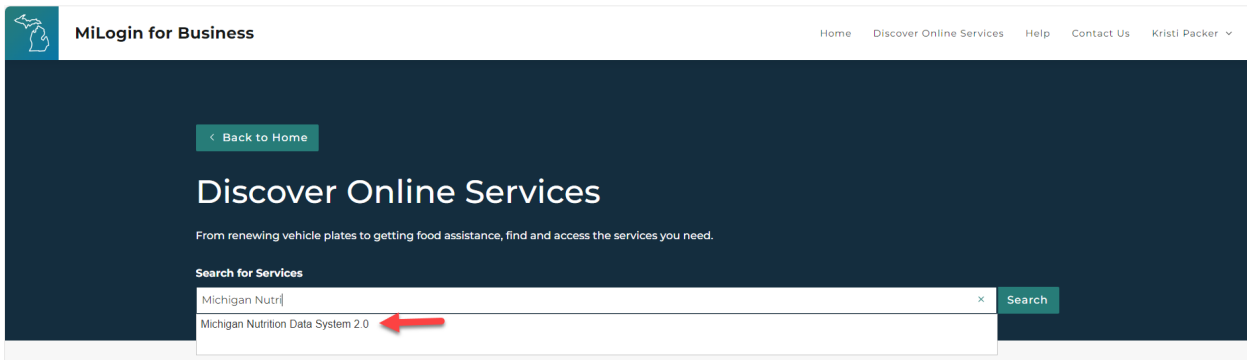 MiLogin for Business
Home Discover Online Services Help Contact Us Kristi Packer
Back to Home
Discover Online Services
From renewing vehicle plates to getting food assistance, find and access the services you need.
Search for Services
Michigan Nutri
Search
Michigan Nutrition Data System 2.0